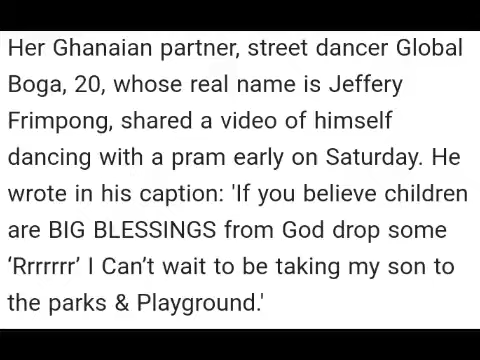 Her Ghanaian partner, street dancer Global
Boga, 20, whose real name is Jeffery
Frimpong, shared a video of himself
dancing with a pram early on Saturday. He
wrote in his caption: 'If you believe children
are BIG BLESSINGS from God drop some
‘Rrrrrrr’ I Can’t wait to be taking my son to
the parks & Playground.'